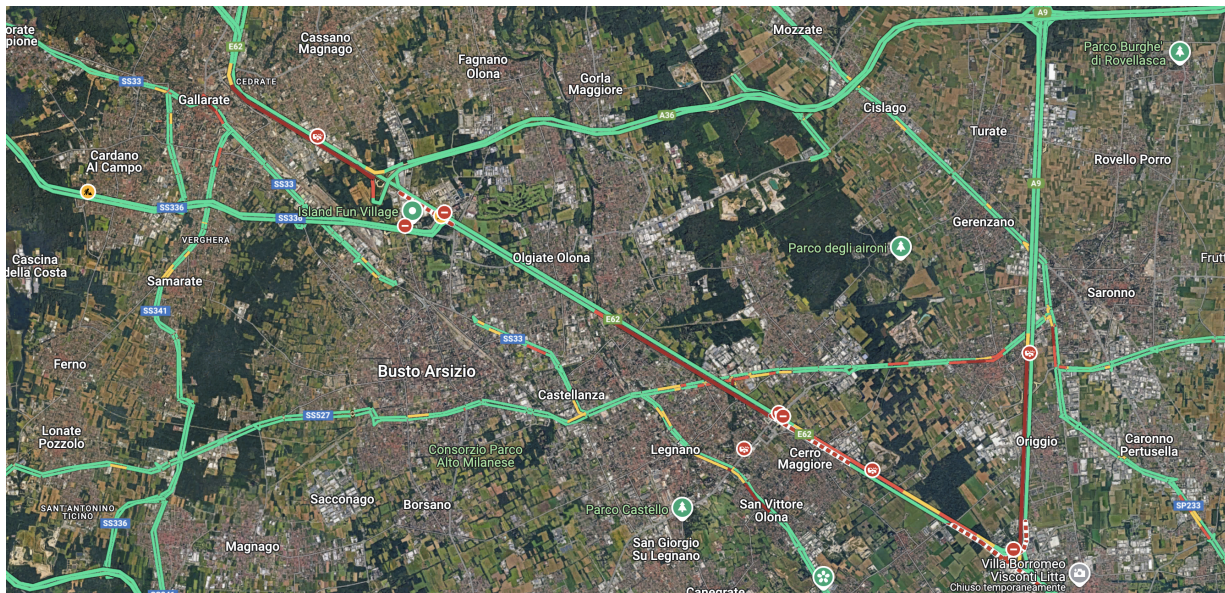 orate
pione
Cassano
Magnago
Mozzate
A9
E62
Parco Burghe
di Rovellasca
Fagnano
Olona
SS33
CEDRATE
Gorla
Maggiore
Gallarate
Cislago
A36
Turate
Cardano
Al Campo
Rovello Porro
SS33
A9
SS336
Island Fun Village
SS336
Gerenzano
VERGHERA
Parco degli aironi
Cascina
della Costa
Olgiate Olona
Frutt
Samarate
Saronno
SS341
E62
SS33
Ferno
Busto Arsizio
Castellanza
SS527
Lonate
Pozzolo
E62
Origgio
Caronno
Pertusella
Consorzio Parco
Alto Milanese
Legnano
Cerro
Maggiore
Sacconago
Borsano
SANT'ANTONINO
TICINO
Parco Castello
San Vittore
Olona
SP233
SS336
Magnago
San Giorgio
Su Legnano
Villa Borromeo
Visconti Litta
Chiuso temporaneamente
Canegrate